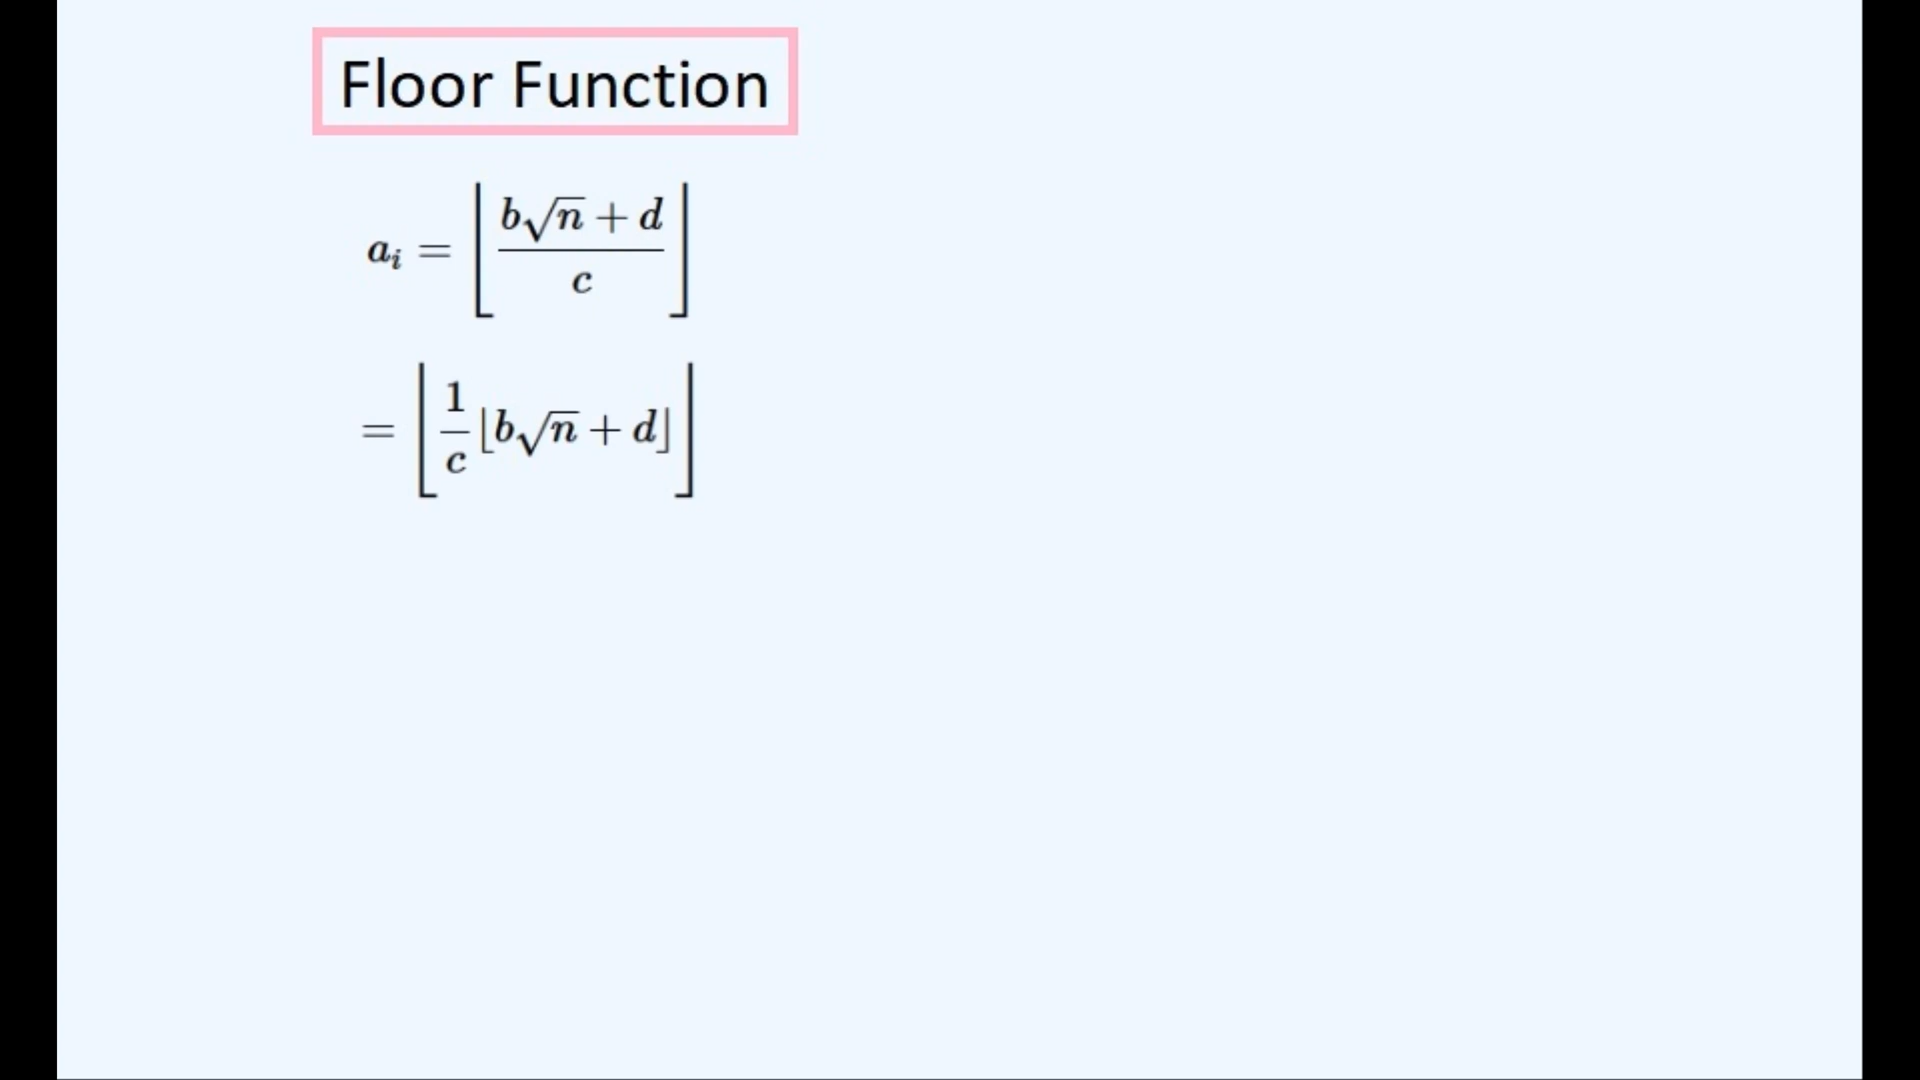 Floor Function
a_i = ⌊(b√n + d)/c⌋
= ⌊1/c ⌊b√n + d⌋⌋